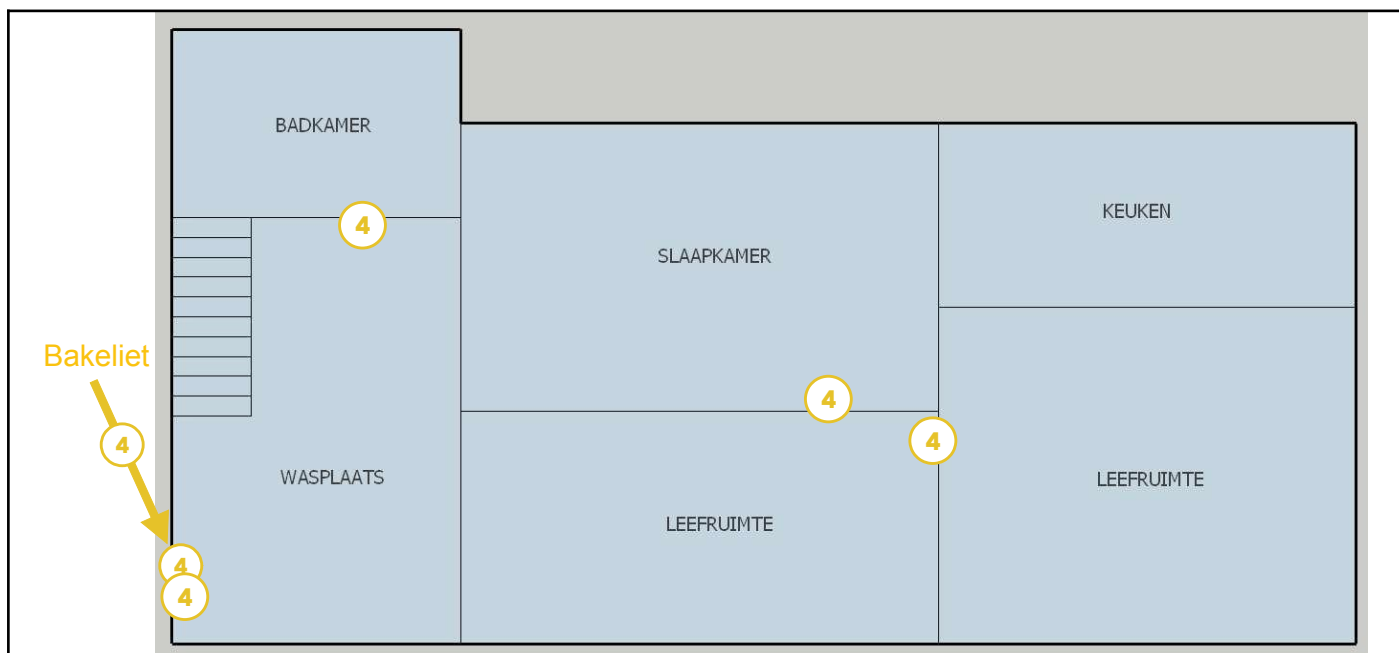 BADKAMER
KEUKEN
4
SLAAPKAMER
Bakeliet
4
4
4
WASPLAATS
LEEFRUIMTE
LEEFRUIMTE
4
4